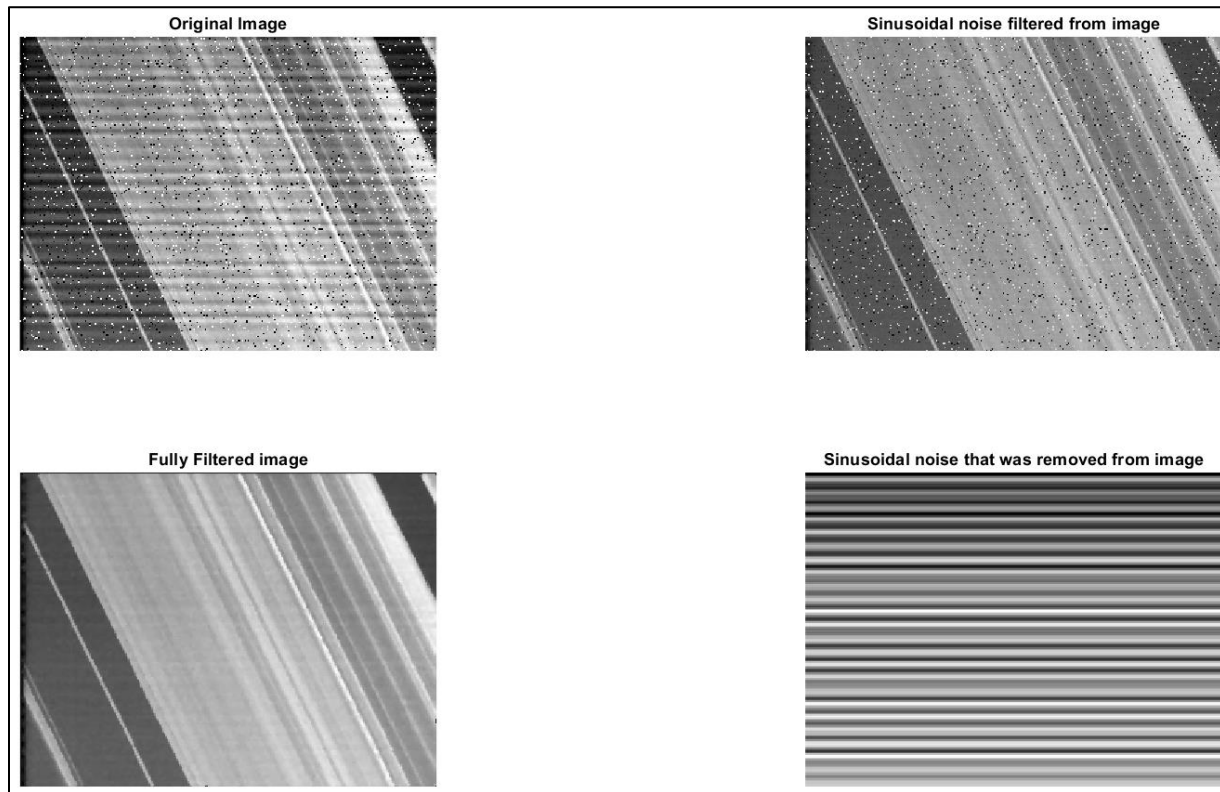 Original Image
Sinusoidal noise filtered from image
Fully Filtered image
Sinusoidal noise that was removed from image